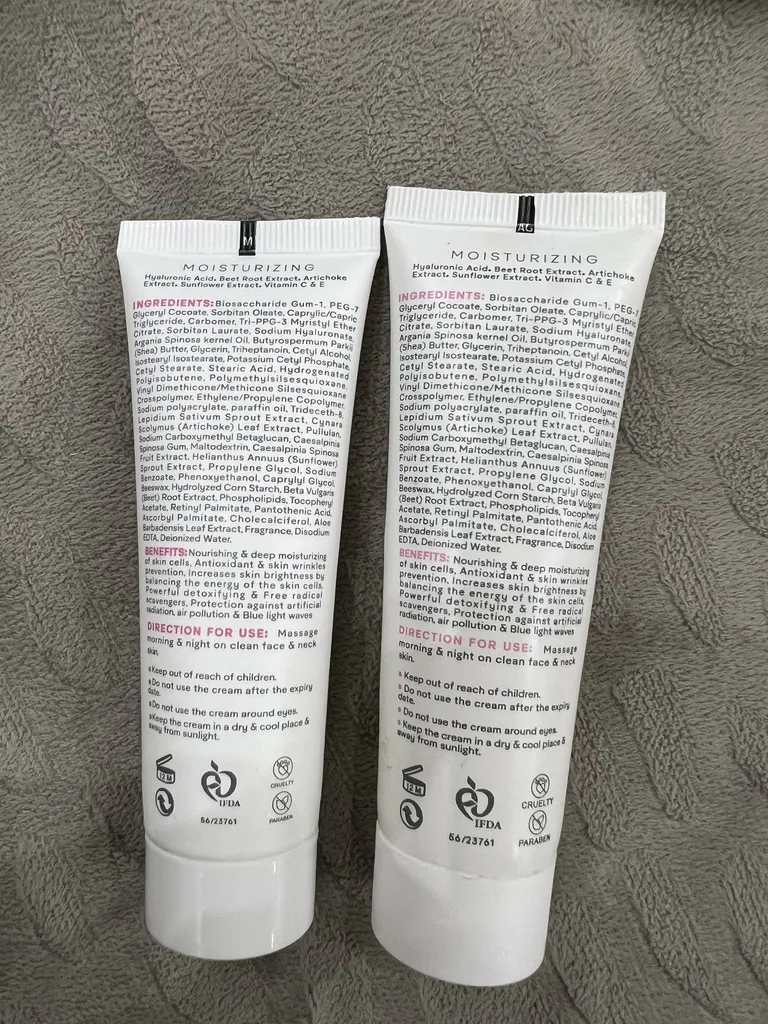 M
MOISTURIZING
Hyaluronic Acid. Beet Root Extract. Artichoke
Extract. Sunflower Extract. Vitamin C & E
INGREDIENTS: Biosaccharide Gum-1, PEG-7
Glyceryl Cocoate, Sorbitan Oleate, Caprylic/Capric
Triglyceride, Carbomer, Tri-PPG-3 Myristyl Ether
Citrate, Sorbitan Laurate, Sodium Hyaluronate,
Argania Spinosa kernel Oil, Butyrospermum Parkii
(Shea) Butter, Glycerin, Triheptanoin, Cetyl Alcohol,
Isostearyl Isostearate, Potassium Cetyl Phosphate,
Cetyl Stearate, Stearic Acid, Hydrogenated
Polyisobutene, Polymethylsilsesquioxane,
Vinyl Dimethicone/Methicone Silsesquioxane
Crosspolymer, Ethylene/Propylene Copolymer,
Sodium polyacrylate, paraffin oil, Trideceth-6,
Lepidium Sativum Sprout Extract, Cynara
Scolymus (Artichoke) Leaf Extract, Pullulan,
Sodium Carboxymethyl Betaglucan, Caesalpinia
Spinosa Gum, Maltodextrin, Caesalpinia Spinosa
Fruit Extract, Helianthus Annuus (Sunflower)
Sprout Extract, Propylene Glycol, Sodium
Benzoate, Phenoxyethanol, Caprylyl Glycol,
Beeswax, Hydrolyzed Corn Starch, Beta Vulgaris
(Beet) Root Extract, Phospholipids, Tocopheryl
Acetate, Retinyl Palmitate, Pantothenic Acid,
Ascorbyl Palmitate, Cholecalciferol, Aloe
Barbadensis Leaf Extract, Fragrance, Disodium
EDTA, Deionized Water.
BENEFITS: Nourishing & deep moisturizing
of skin cells, Antioxidant & skin wrinkles
prevention, Increases skin brightness by
balancing the energy of the skin cells,
Powerful detoxifying & Free radical
scavengers, Protection against artificial
radiation, air pollution & Blue light waves
DIRECTION FOR USE: Massage
morning & night on clean face & neck
skin.
Keep out of reach of children.
Do not use the cream after the expiry
date.
Do not use the cream around eyes.
Keep the cream in a dry & cool place &
away from sunlight.
12 M
IFDA
56/23761
CRUELTY
PARABEN
AG
MOISTURIZING
Hyaluronic Acid. Beet Root Extract. Artichoke
Extract. Sunflower Extract. Vitamin C & E
INGREDIENTS: Biosaccharide Gum-1, PEG-7
Glyceryl Cocoate, Sorbitan Oleate, Caprylic/Capric
Triglyceride, Carbomer, Tri-PPG-3 Myristyl Ether
Citrate, Sorbitan Laurate, Sodium Hyaluronate,
Argania Spinosa kernel Oil, Butyrospermum Parkii
(Shea) Butter, Glycerin, Triheptanoin, Cetyl Alcohol,
Isostearyl Isostearate, Potassium Cetyl Phosphate,
Cetyl Stearate, Stearic Acid, Hydrogenated
Polyisobutene, Polymethylsilsesquioxane,
Vinyl Dimethicone/Methicone Silsesquioxane
Crosspolymer, Ethylene/Propylene Copolymer,
Sodium polyacrylate, paraffin oil, Trideceth-6,
Lepidium Sativum Sprout Extract, Cynara
Scolymus (Artichoke) Leaf Extract, Pullulan,
Sodium Carboxymethyl Betaglucan, Caesalpinia
Spinosa Gum, Maltodextrin, Caesalpinia Spinosa
Fruit Extract, Helianthus Annuus (Sunflower)
Sprout Extract, Propylene Glycol, Sodium
Benzoate, Phenoxyethanol, Caprylyl Glycol,
Beeswax, Hydrolyzed Corn Starch, Beta Vulgaris
(Beet) Root Extract, Phospholipids, Tocopheryl
Acetate, Retinyl Palmitate, Pantothenic Acid,
Ascorbyl Palmitate, Cholecalciferol, Aloe
Barbadensis Leaf Extract, Fragrance, Disodium
EDTA, Deionized Water.
BENEFITS: Nourishing & deep moisturizing
of skin cells, Antioxidant & skin wrinkles
prevention, Increases skin brightness by
balancing the energy of the skin cells,
Powerful detoxifying & Free radical
scavengers, Protection against artificial
radiation, air pollution & Blue light waves
DIRECTION FOR USE: Massage
morning & night on clean face & neck
skin.
Keep out of reach of children.
Do not use the cream after the expiry
date.
Do not use the cream around eyes.
Keep the cream in a dry & cool place &
away from sunlight.
12 M
IFDA
56/23761
CRUELTY
PARABEN